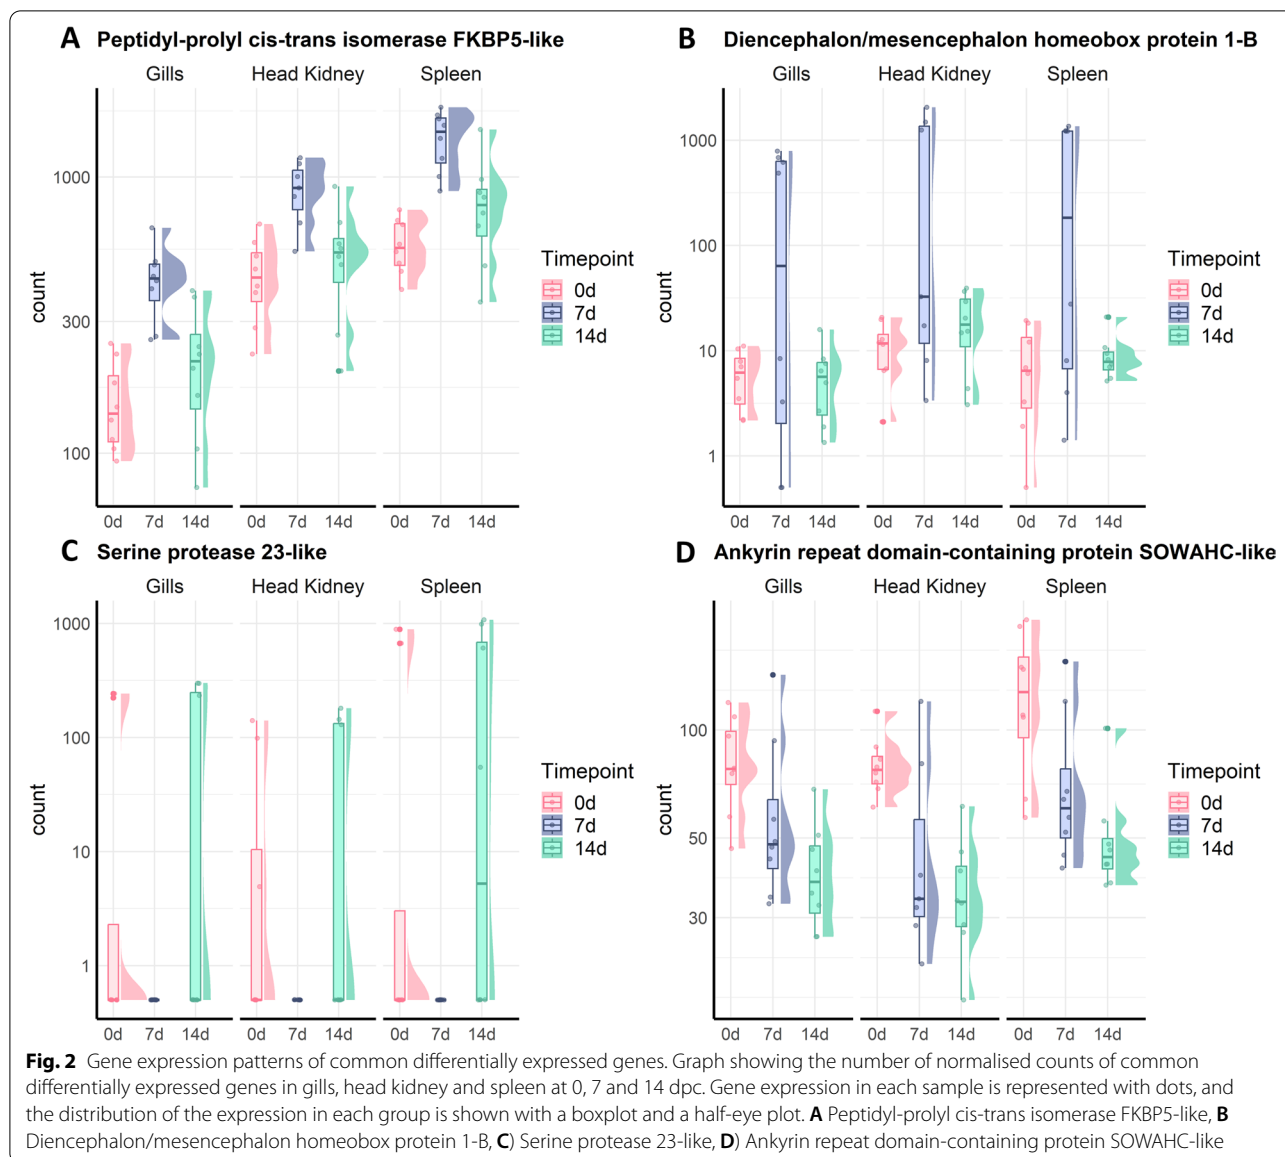 A Peptidyl-prolyl cis-trans isomerase FKBP5-like
Gills Head Kidney Spleen
count
1000
300
100
0d 7d 14d 0d 7d 14d 0d 7d 14d
Timepoint
0d
7d
14d
B Diencephalon/mesencephalon homeobox protein 1-B
Gills Head Kidney Spleen
count
1000
100
10
1
0d 7d 14d 0d 7d 14d 0d 7d 14d
Timepoint
0d
7d
14d
C Serine protease 23-like
Gills Head Kidney Spleen
count
1000
100
10
1
0d 7d 14d 0d 7d 14d 0d 7d 14d
Timepoint
0d
7d
14d
D Ankyrin repeat domain-containing protein SOWAHC-like
Gills Head Kidney Spleen
count
100
50
30
0d 7d 14d 0d 7d 14d 0d 7d 14d
Timepoint
0d
7d
14d
Fig. 2 Gene expression patterns of common differentially expressed genes. Graph showing the number of normalised counts of common
differentially expressed genes in gills, head kidney and spleen at 0, 7 and 14 dpc. Gene expression in each sample is represented with dots, and
the distribution of the expression in each group is shown with a boxplot and a half-eye plot. A Peptidyl-prolyl cis-trans isomerase FKBP5-like, B
Diencephalon/mesencephalon homeobox protein 1-B, C) Serine protease 23-like, D) Ankyrin repeat domain-containing protein SOWAHC-like